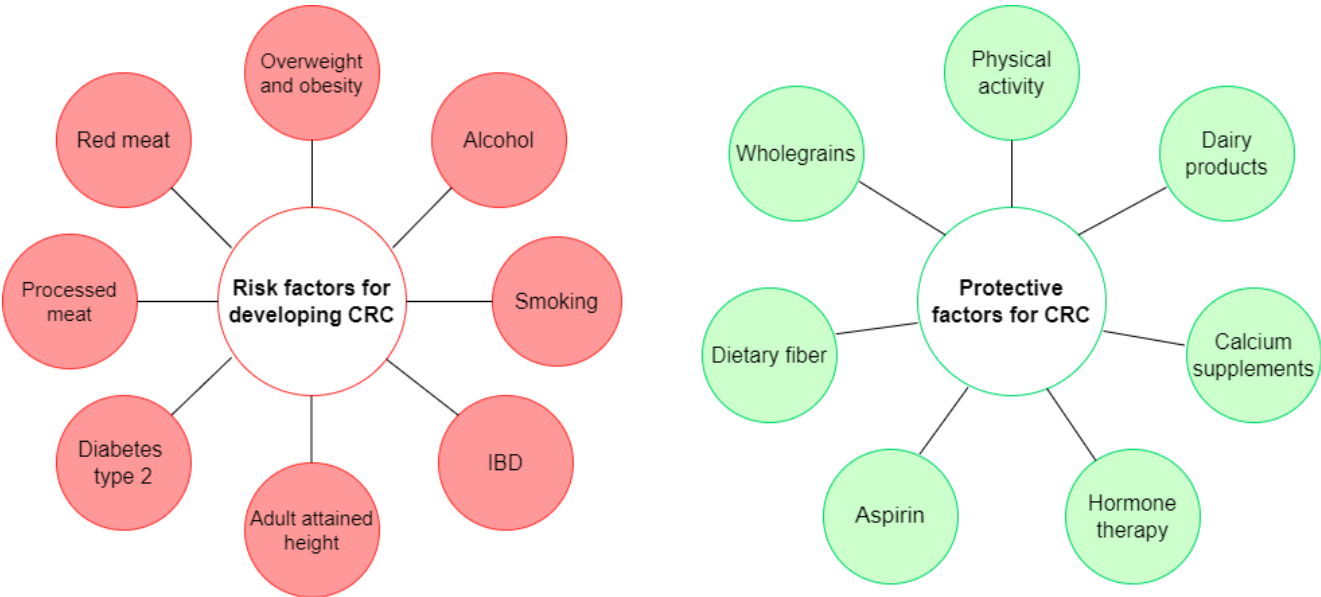 Overweight
and obesity
Alcohol
Smoking
IBD
Adult attained
height
Diabetes
type 2
Processed
meat
Red meat
Risk factors for
developing CRC
Physical
activity
Dairy
products
Calcium
supplements
Hormone
therapy
Aspirin
Dietary fiber
Wholegrains
Protective
factors for CRC